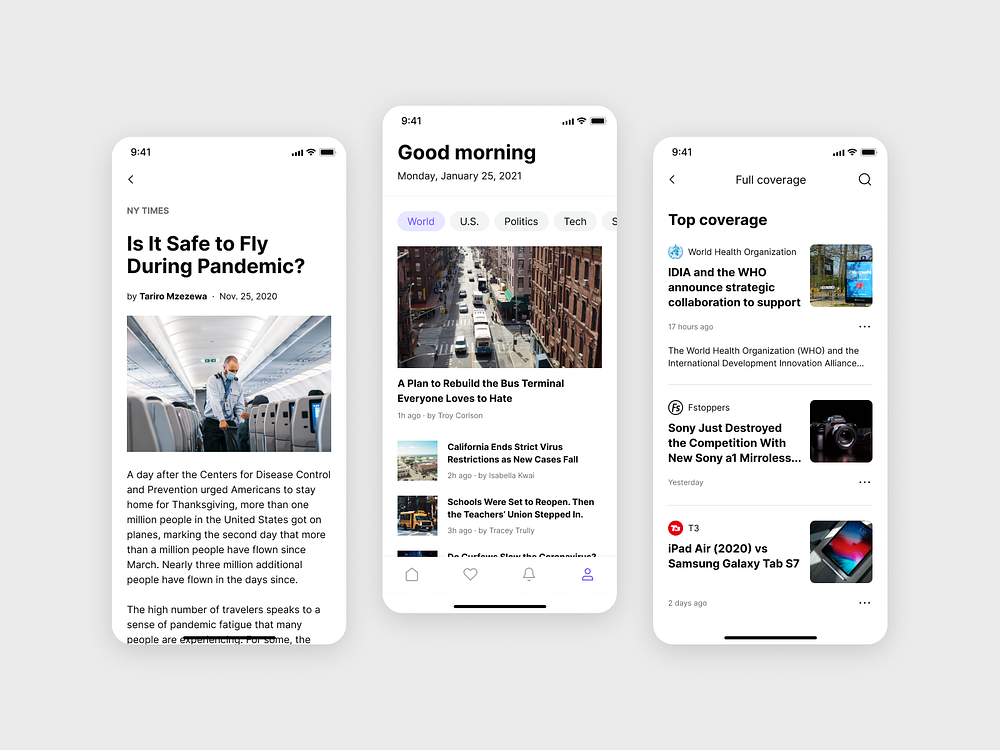 9:41
NY TIMES
Is It Safe to Fly
During Pandemic?
by Tariro Mzezewa · Nov. 25, 2020
A day after the Centers for Disease Control
and Prevention urged Americans to stay
home for Thanksgiving, more than one
million people in the United States got on
planes, marking the second day that more
than a million people have flown since
March. Nearly three million additional
people have flown in the days since.
The high number of travelers speaks to a
sense of pandemic fatigue that many
people are experiencing. For some, the
9:41
Good morning
Monday, January 25, 2021
World
U.S.
Politics
Tech
S
A Plan to Rebuild the Bus Terminal
Everyone Loves to Hate
1h ago · by Troy Corlson
California Ends Strict Virus
Restrictions as New Cases Fall
2h ago · by Isabella Kwai
Schools Were Set to Reopen. Then
the Teachers' Union Stepped In.
3h ago · by Tracey Trully
Do Curfews Slow the Coronavirus?
9:41
Full coverage
Top coverage
World Health Organization
IDIA and the WHO
announce strategic
collaboration to support
17 hours ago
The World Health Organization (WHO) and the
International Development Innovation Alliance...
Fs
Fstoppers
Sony Just Destroyed
the Competition With
New Sony a1 Mirroless...
Yesterday
T3
T3
iPad Air (2020) vs
Samsung Galaxy Tab S7
2 days ago